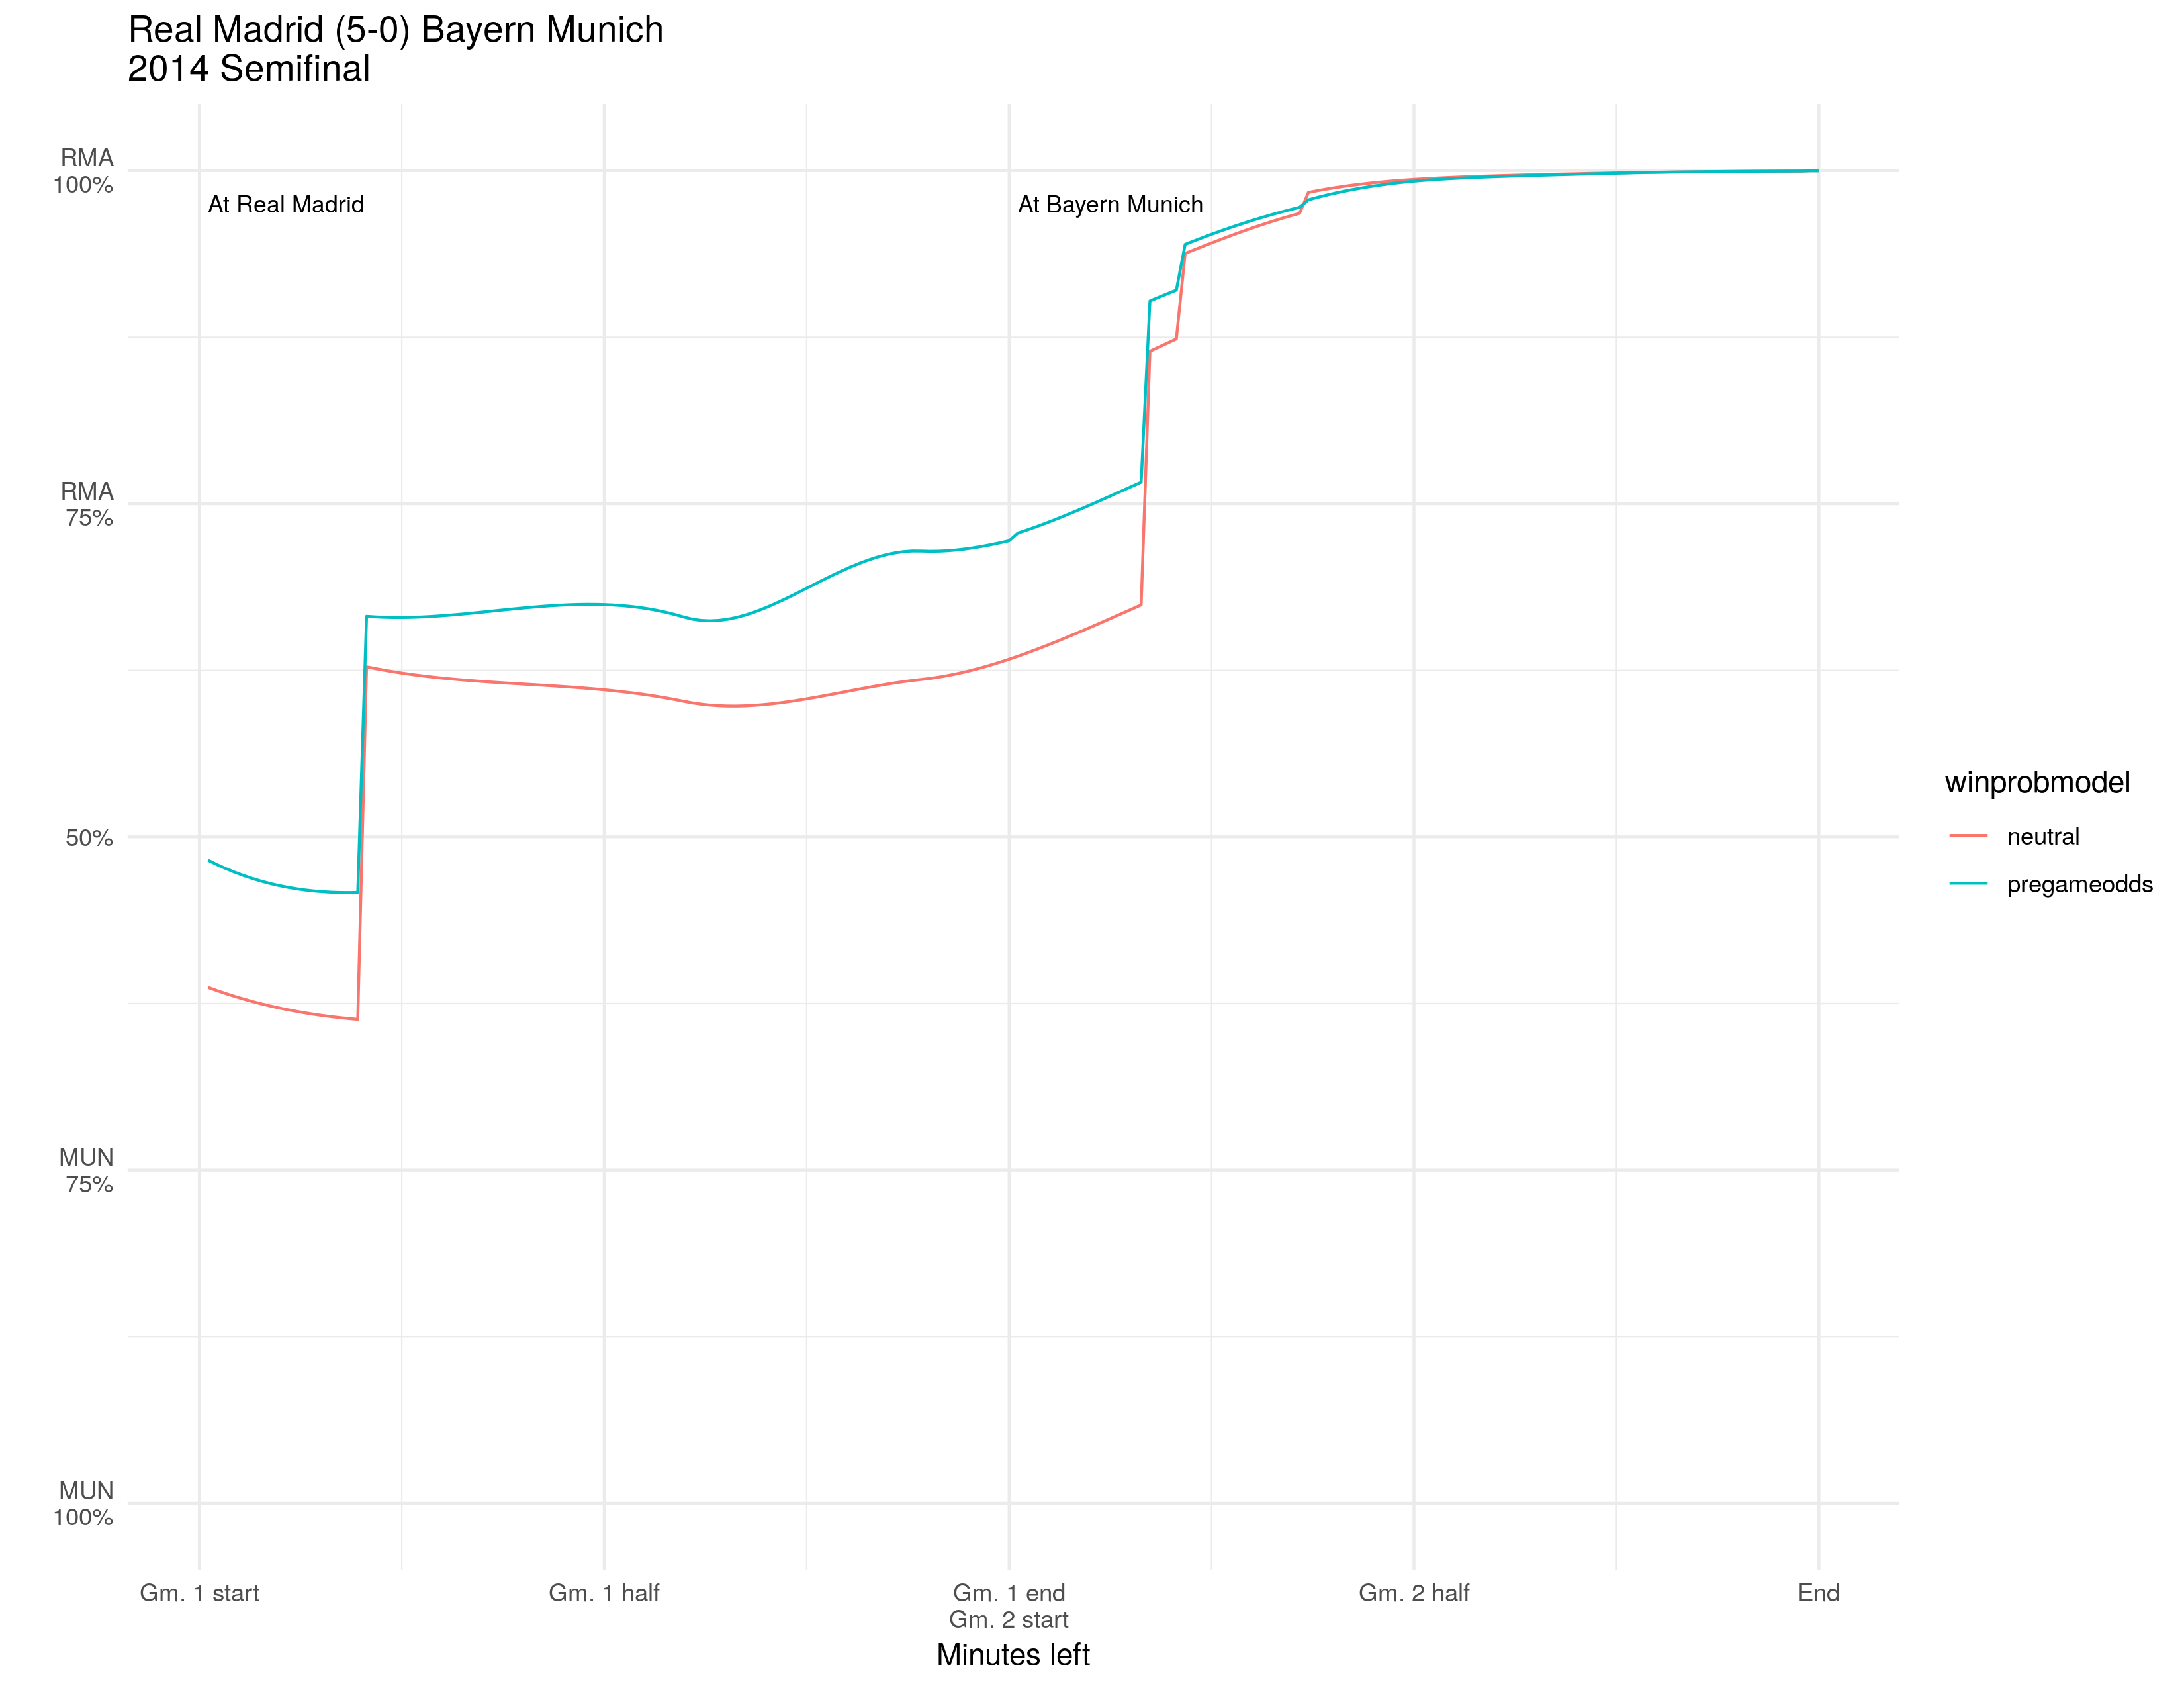 Real Madrid (5-0) Bayern Munich
2014 Semifinal
RMA
100%
At Real Madrid
At Bayern Munich
RMA
75%
50%
MUN
75%
MUN
100%
winprobmodel
neutral
pregameodds
Gm. 1 start
Gm. 1 half
Gm. 1 end
Gm. 2 start
Gm. 2 half
End
Minutes left